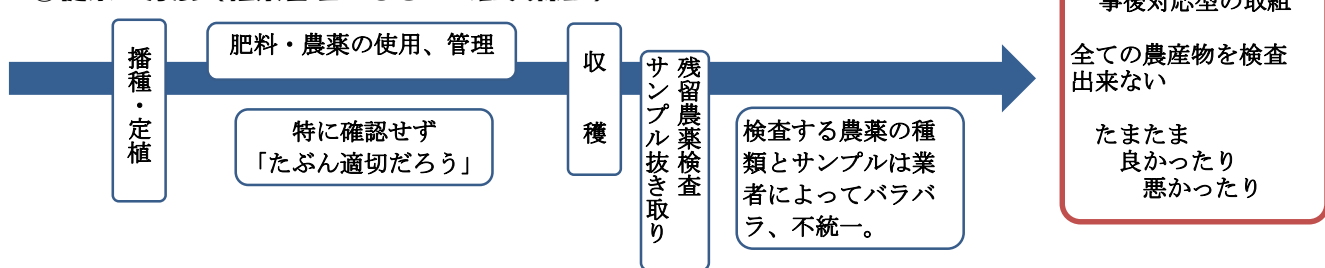 事後対応型の取組
播種・定植
肥料・農薬の使用、管理
特に確認せず
「たぶん適切だろう」
収穫
残留農薬検査
サンプル抜き取り
検査する農薬の種
類とサンプルは業
者によってバラバ
ラ、不統一。
全ての農産物を検査
出来ない
たまたま
良かったり
悪かったり